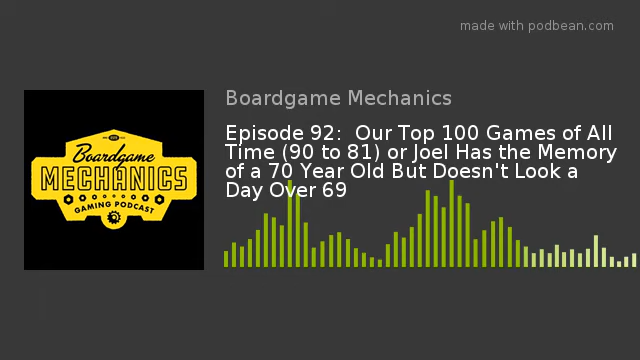 made with podbean.com
Boardgame Mechanics
Episode 92:  Our Top 100 Games of All
Time (90 to 81) or Joel Has the Memory
of a 70 Year Old But Doesn't Look a
Day Over 69
Boardgame
MECHANICS
GAMING PODCAST